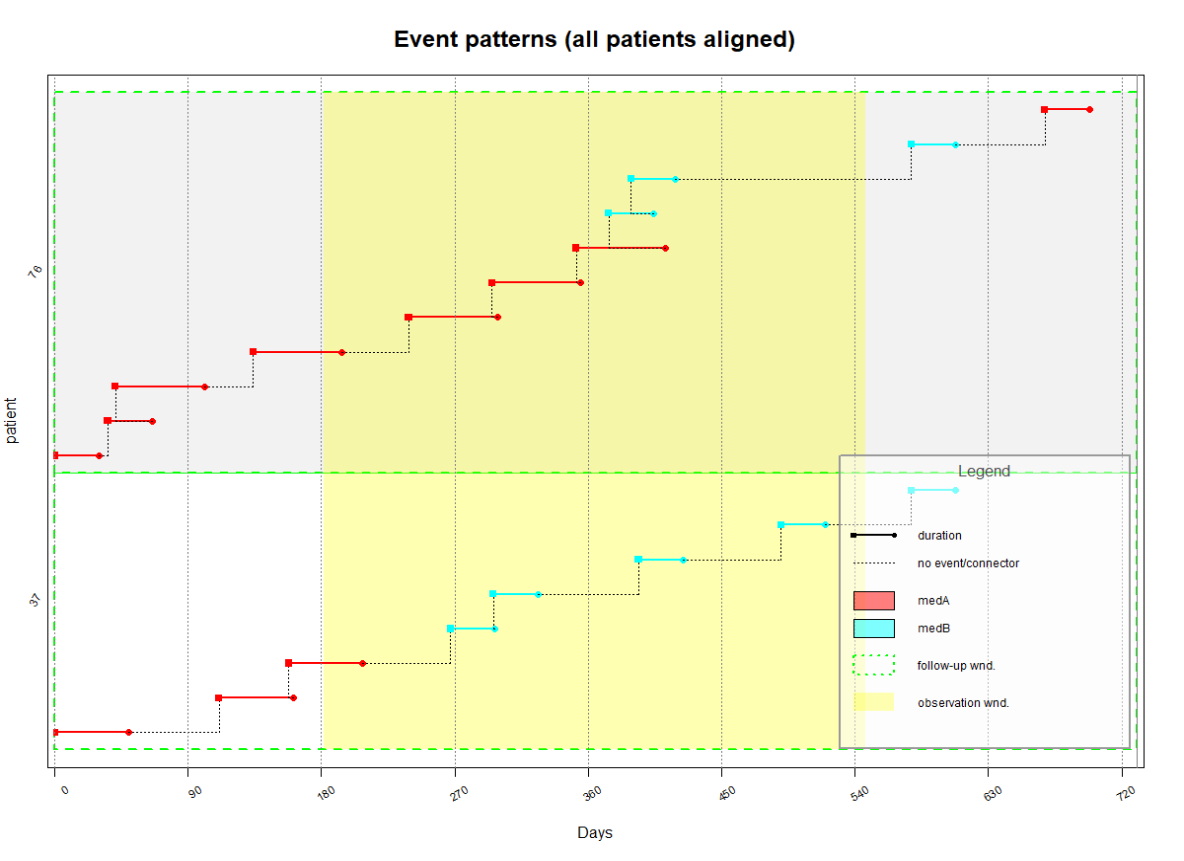 Event patterns (all patients aligned)
patient
76
37
Legend
duration
no event/connector
medA
medB
follow-up wnd.
observation wnd.
0 90 180 270 360 450 540 630 720
Days